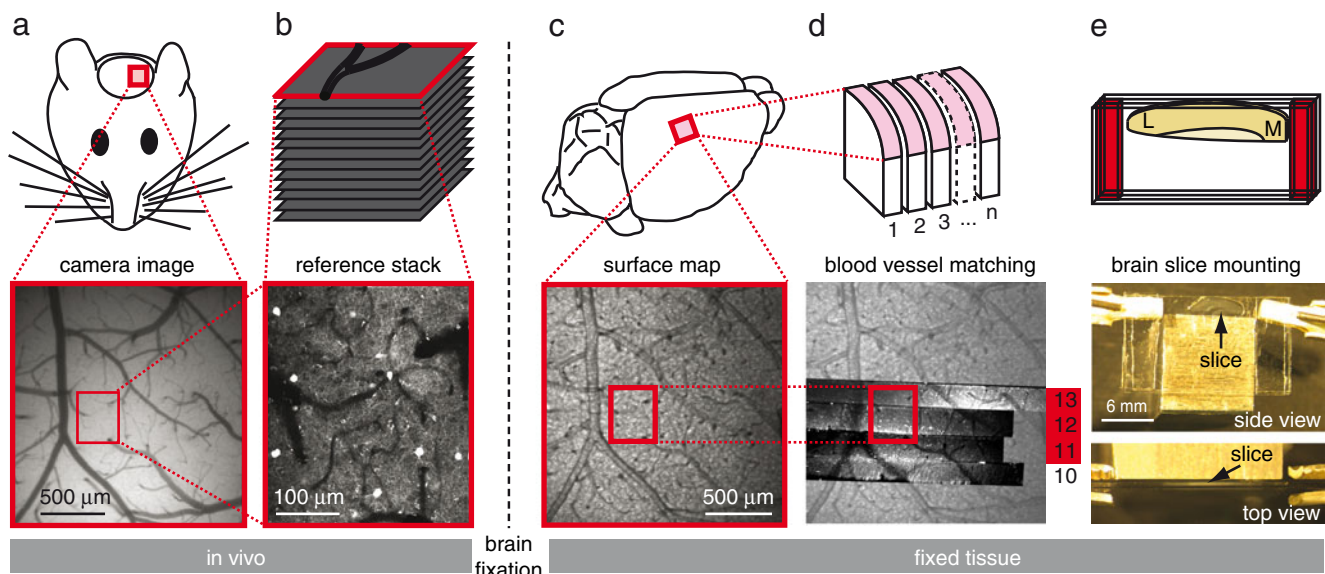 a
b
c
d
e
L
M
1
2
3
...
n
camera image
reference stack
surface map
blood vessel matching
brain slice mounting
500 μm
100 μm
500 μm
13
12
11
10
slice
6 mm
side view
slice
top view
in vivo
brain
fixation
fixed tissue